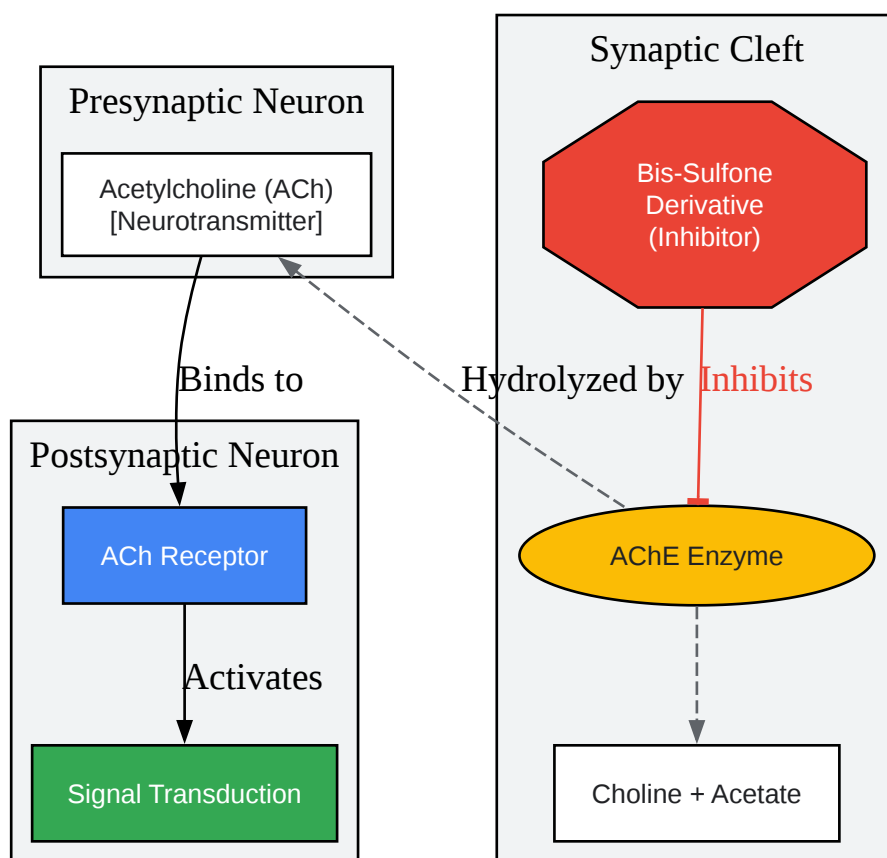 Synaptic Cleft
Presynaptic Neuron
Acetylcholine (ACh)
[Neurotransmitter]
Bis-Sulfone
Derivative
(Inhibitor)
Binds to
Hydrolyzed by
Inhibits
Postsynaptic Neuron
ACh Receptor
AChE Enzyme
Activates
Signal Transduction
Choline + Acetate